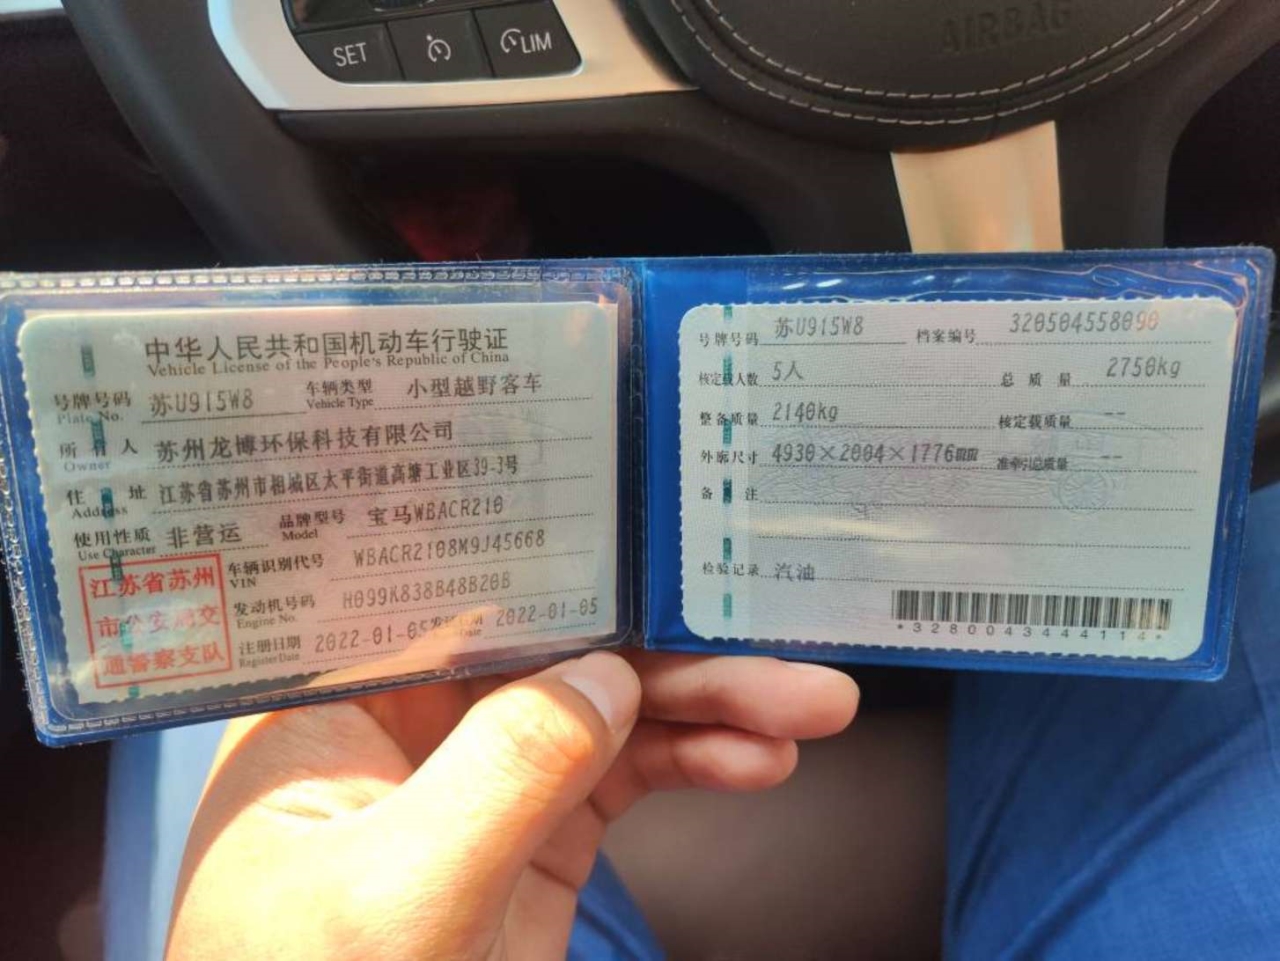 SET
LIM
AIRBAG
中华人民共和国机动车行驶证
Vehicle License of the People's Republic of China
号牌号码 苏U915W8 车辆类型 小型越野客车
Plate No. Vehicle Type
所有人 苏州龙博环保科技有限公司
Owner
住址 江苏省苏州市相城区太平街道高塘工业区39-3号
Address
使用性质 非营运 品牌型号 宝马WBACR210
Use Character Model
江苏省苏州
市公安局交
通警察支队
车辆识别代号 WBACR2108M9J45668
VIN
发动机号码 H099K838B48B20B
Engine No.
注册日期 2022-01-05 发证日期 2022-01-05
Register Date Date
号牌号码 苏U915W8 档案编号 320504558090
核定载人数 5人 总质量 2750kg
整备质量 2140kg 核定载质量 --
外廓尺寸 4930×2004×1776mm 准牵引总质量 --
备注
检验记录 汽油
*3280043444114*